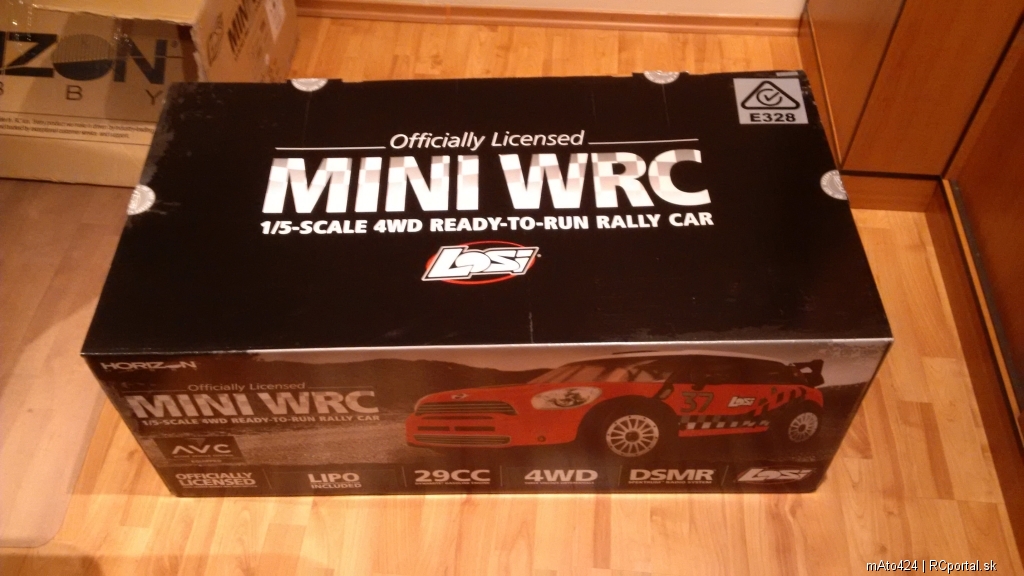 HORIZON
BY
MINI
E328
Officially Licensed
MINI WRC
1/5-SCALE 4WD READY-TO-RUN RALLY CAR
Losi
HORIZON
Officially Licensed
MINI WRC
1/5-SCALE 4WD READY-TO-RUN RALLY CAR
AVC
37
Losi
OFFICIALLY
LICENSED
LIPO
INCLUDED
29CC
4WD
DSMR
Losi
mAto424 | RCportal.sk